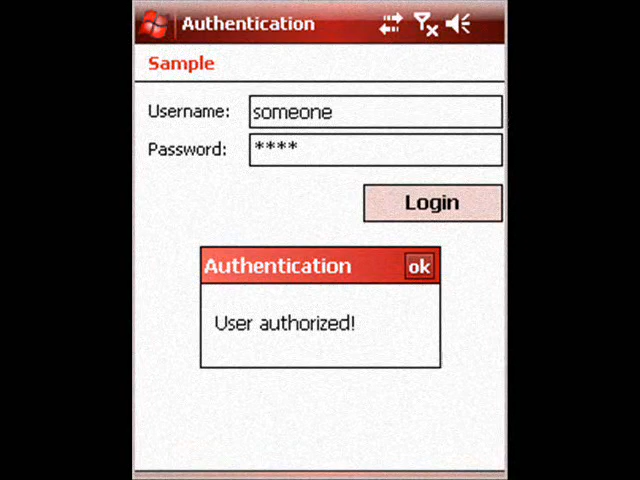 Authentication
Sample
Username: someone
Password: ****
Login
Authentication ok
User authorized!